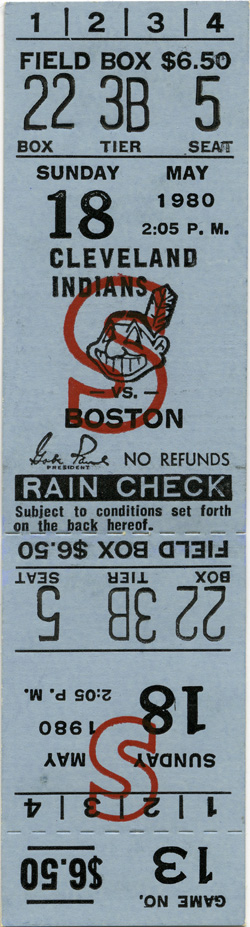 1 | 2 | 3 | 4
FIELD BOX $6.50
22 3B 5
BOX TIER SEAT
SUNDAY MAY
18 1980
2:05 P. M.
CLEVELAND
INDIANS
S
— VS. —
BOSTON
Gabe Paul
PRESIDENT
NO REFUNDS
RAIN CHECK
Subject to conditions set forth
on the back hereof.
FIELD BOX $6.50
BOX TIER SEAT
22 3B 5
18 2:05 P. M.
1980
SUNDAY MAY
S
1 | 2 | 3 | 4
GAME NO.
13 $6.50